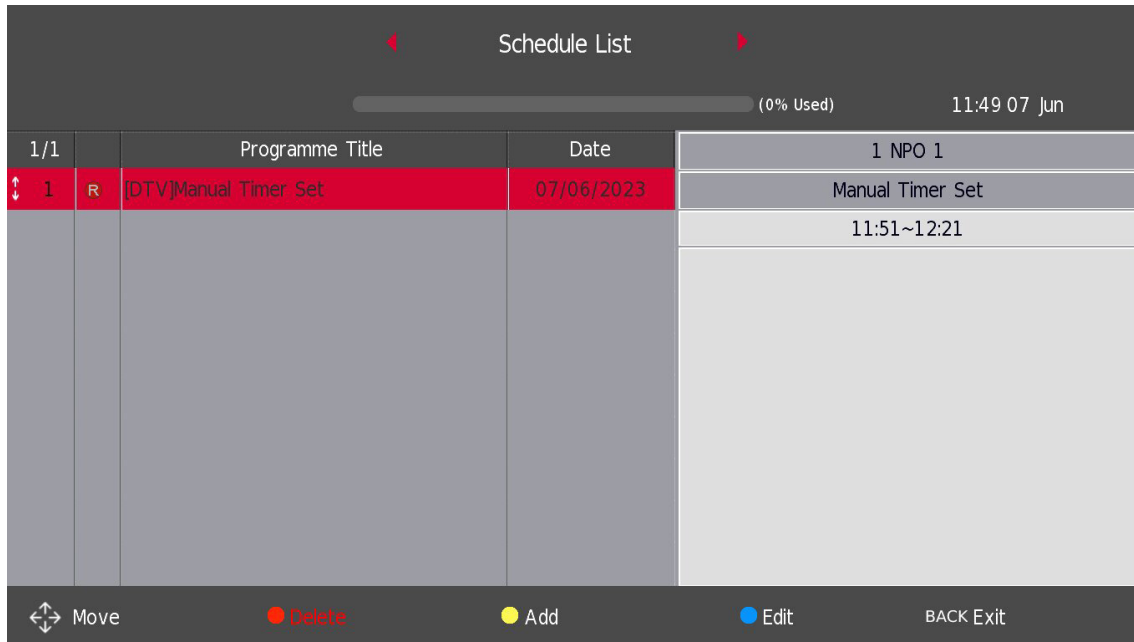 Schedule List
(0% Used) 11:49 07 Jun
1/1 Programme Title Date 1 NPO 1
1 R [DTV]Manual Timer Set 07/06/2023 Manual Timer Set
11:51~12:21
Move Delete Add Edit BACK Exit